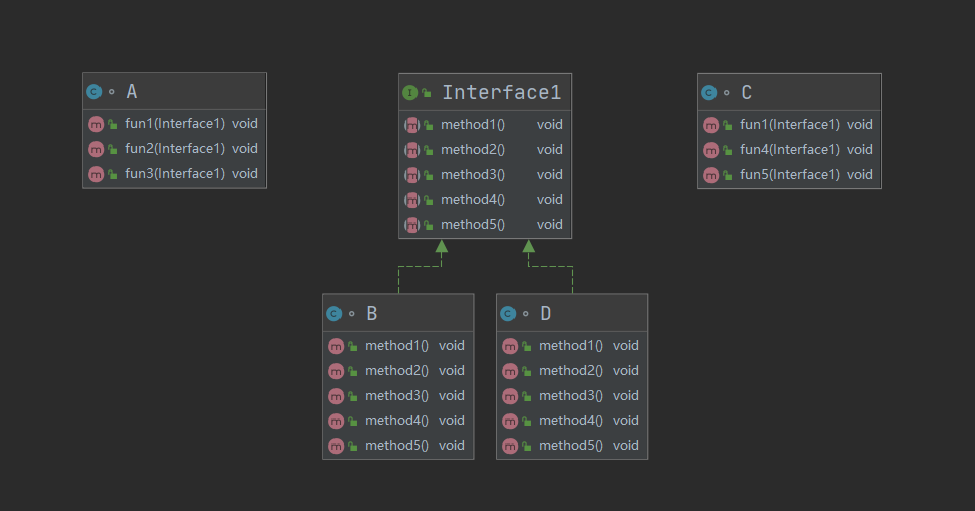 A
fun1(Interface1) void
fun2(Interface1) void
fun3(Interface1) void
Interface1
method1() void
method2() void
method3() void
method4() void
method5() void
C
fun1(Interface1) void
fun4(Interface1) void
fun5(Interface1) void
B
method1() void
method2() void
method3() void
method4() void
method5() void
D
method1() void
method2() void
method3() void
method4() void
method5() void